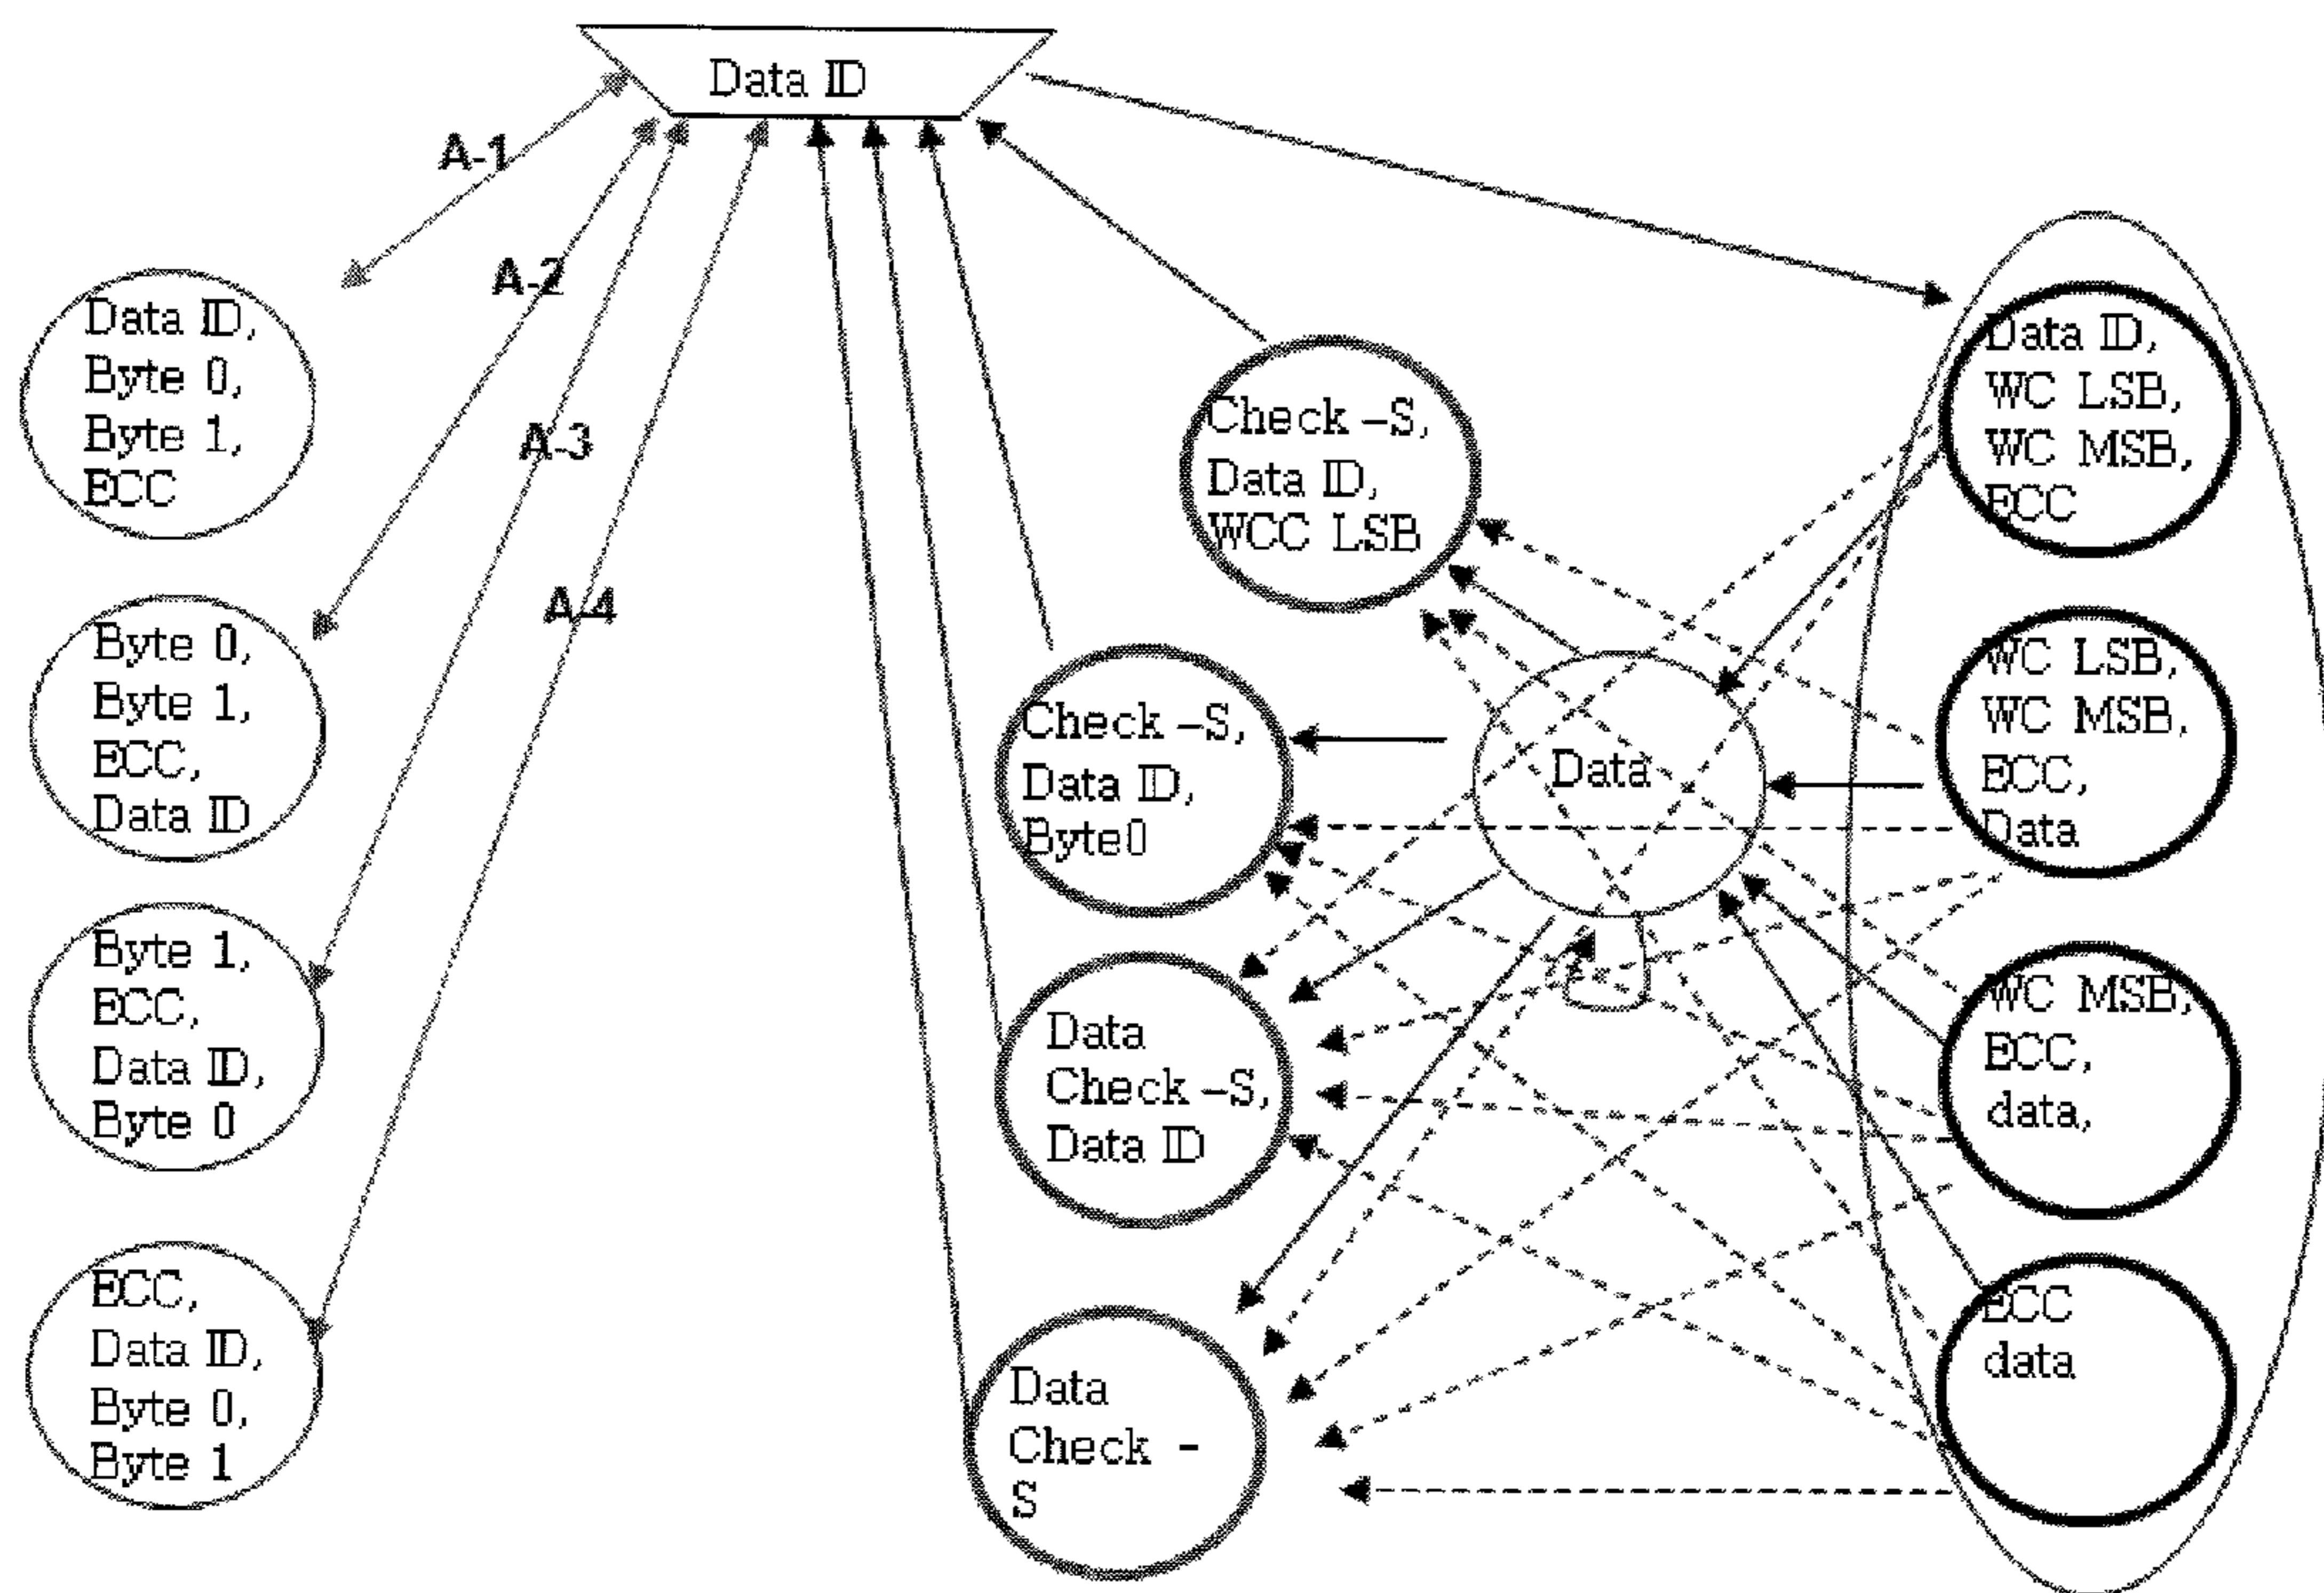 Data ID
A-1
A-2
A-3
A-4
Data ID,
Byte 0,
Byte 1,
ECC
Byte 0,
Byte 1,
ECC,
Data ID
Byte 1,
ECC,
Data ID,
Byte 0
ECC,
Data ID,
Byte 0,
Byte 1
Check –S,
Data ID,
WCC LSB
Check –S,
Data ID,
Byte0
Data
Check –S,
Data ID
Data
Check -
S
Data
Data ID,
WC LSB,
WC MSB,
ECC
WC LSB,
WC MSB,
ECC,
Data
WC MSB,
ECC,
data,
ECC
data